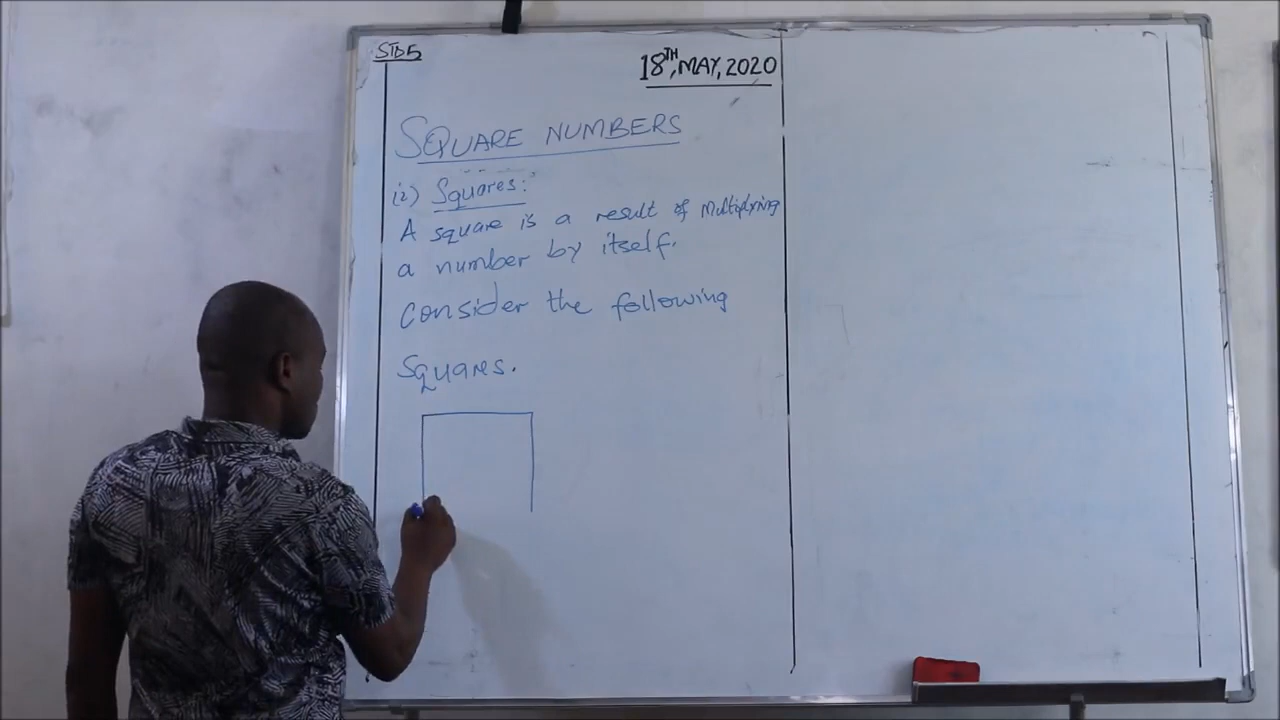 STD 5
18TH, MAY, 2020
SQUARE NUMBERS
(i) Squares:
A square is a result of Multiplying
a number by itself.
Consider the following
Squares.